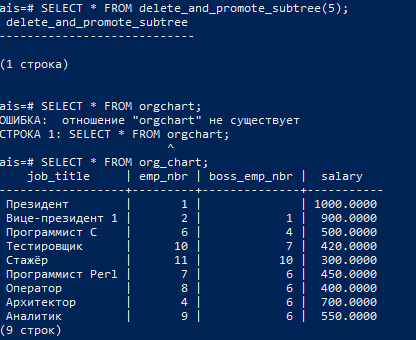 ais=# SELECT * FROM delete_and_promote_subtree(5);
 delete_and_promote_subtree
----------------------------

(1 строка)

ais=# SELECT * FROM orgchart;
ОШИБКА:  отношение "orgchart" не существует
СТРОКА 1: SELECT * FROM orgchart;
                        ^
ais=# SELECT * FROM org_chart;
    job_title     | emp_nbr | boss_emp_nbr |  salary
------------------+---------+--------------+-----------
 Президент        |       1 |              | 1000.0000
 Вице-президент 1 |       2 |            1 |  900.0000
 Программист С    |       6 |            4 |  500.0000
 Тестировщик      |      10 |            7 |  420.0000
 Стажёр           |      11 |           10 |  300.0000
 Программист Perl |       7 |            6 |  450.0000
 Оператор         |       8 |            6 |  400.0000
 Архитектор       |       4 |            6 |  700.0000
 Аналитик         |       9 |            6 |  550.0000
(9 строк)